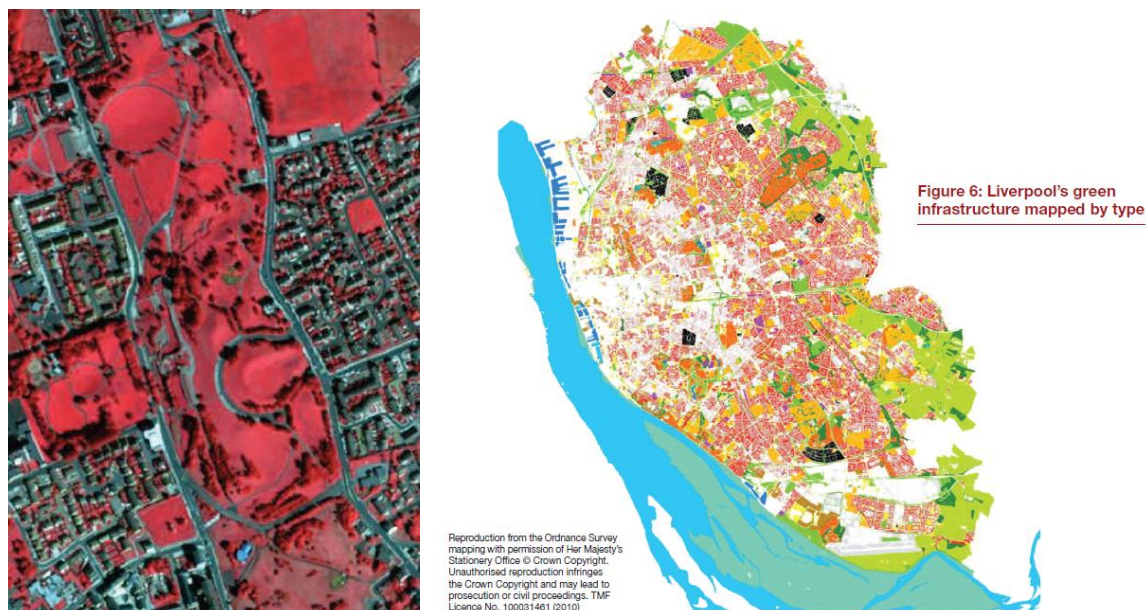 Figure 6: Liverpool's green
infrastructure mapped by type
Reproduction from the Ordnance Survey
mapping with permission of Her Majesty's
Stationery Office © Crown Copyright.
Unauthorised reproduction infringes
the Crown Copyright and may lead to
prosecution or civil proceedings. TMF
Licence No. 100031461 (2010)